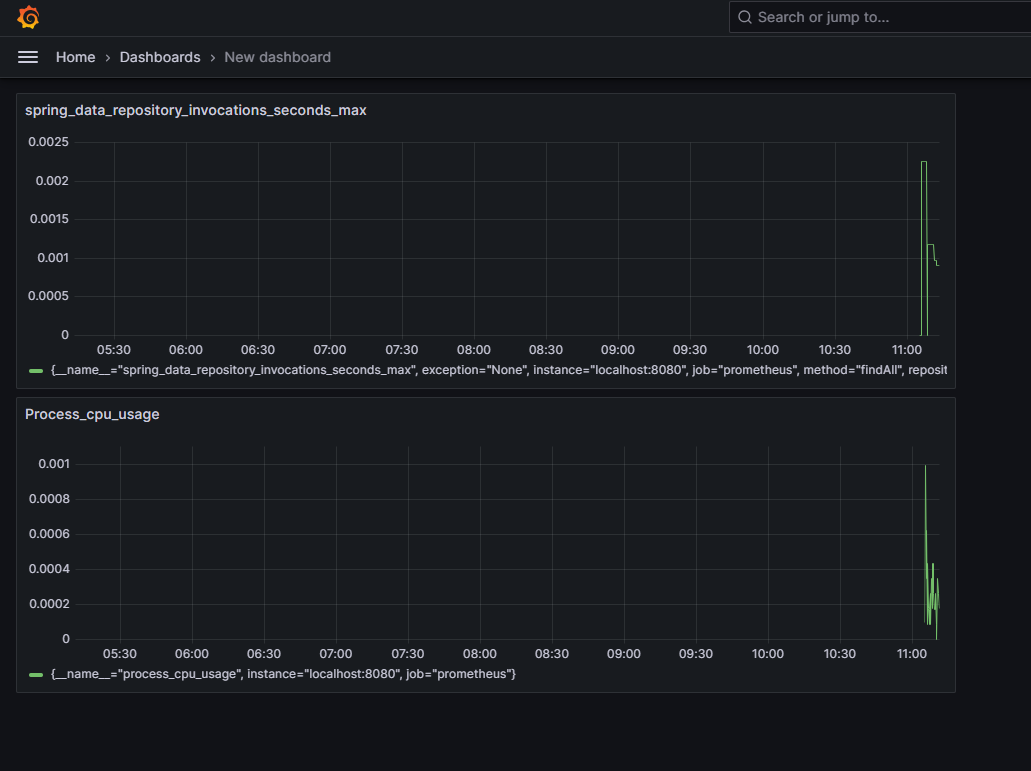 Search or jump to...
Home › Dashboards › New dashboard
spring_data_repository_invocations_seconds_max
0.0025
0.002
0.0015
0.001
0.0005
0
05:30 06:00 06:30 07:00 07:30 08:00 08:30 09:00 09:30 10:00 10:30 11:00
{__name__="spring_data_repository_invocations_seconds_max", exception="None", instance="localhost:8080", job="prometheus", method="findAll", reposit
Process_cpu_usage
0.001
0.0008
0.0006
0.0004
0.0002
0
05:30 06:00 06:30 07:00 07:30 08:00 08:30 09:00 09:30 10:00 10:30 11:00
{__name__="process_cpu_usage", instance="localhost:8080", job="prometheus"}